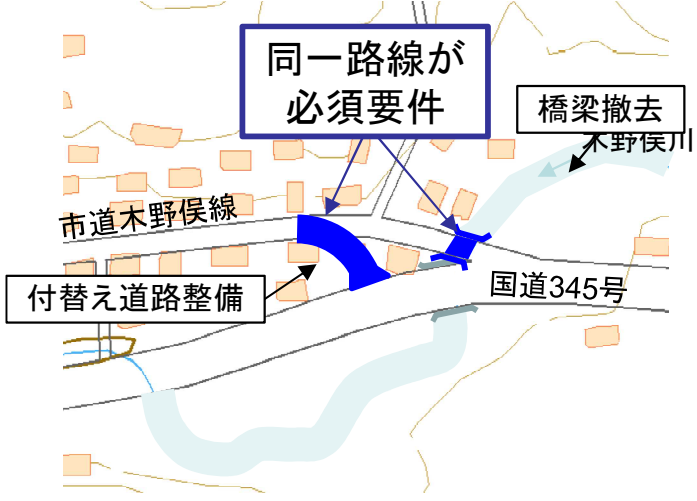 同一路線が
必須要件
橋梁撤去
木野俣川
市道木野俣線
付替え道路整備
国道345号